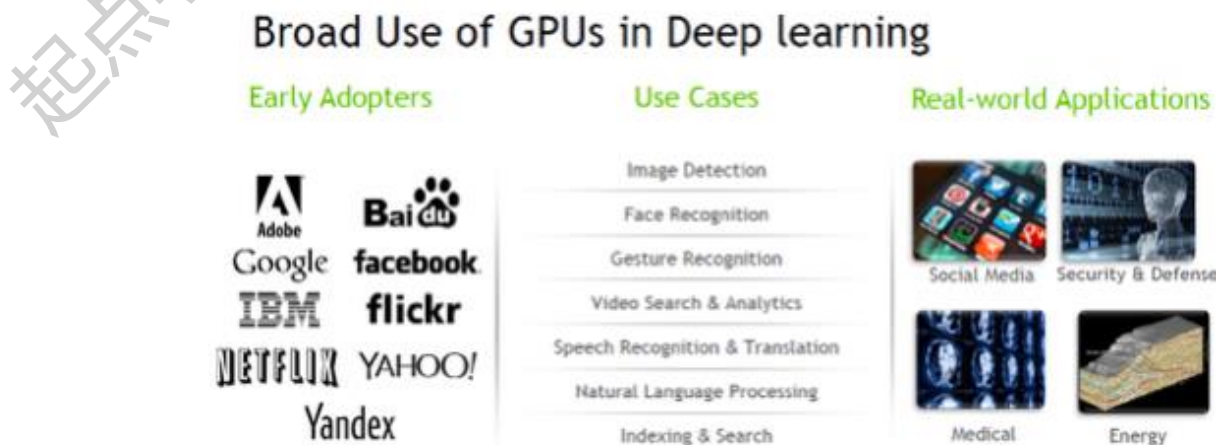 起点
Broad Use of GPUs in Deep learning
Early Adopters
Use Cases
Real-world Applications
Adobe
Baidu
Google
facebook
IBM
flickr
NETFLIX
YAHOO!
Yandex
Image Detection
Face Recognition
Gesture Recognition
Video Search & Analytics
Speech Recognition & Translation
Natural Language Processing
Indexing & Search
Social Media
Security & Defense
Medical
Energy